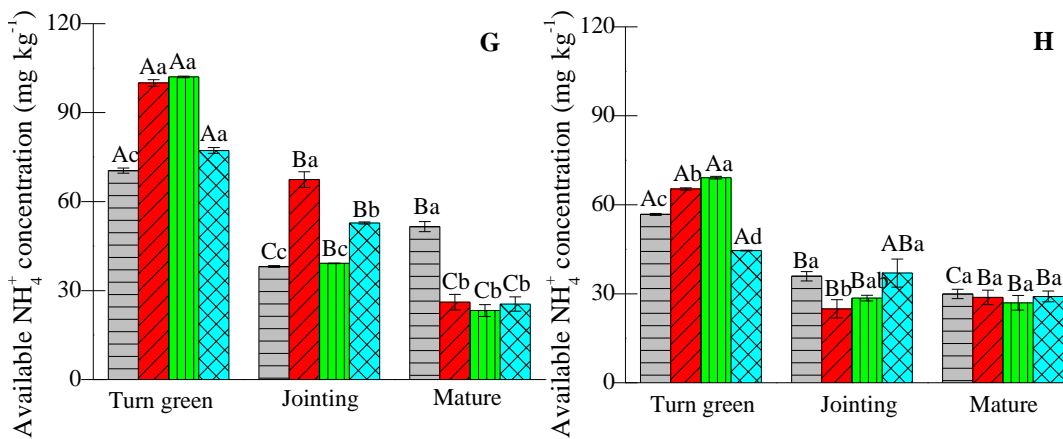 Available NH4+ concentration (mg kg-1)
120
90
60
30
0
G
Ac
Aa
Aa
Aa
Cc
Ba
Bc
Bb
Ba
Cb
Cb
Cb
Turn green
Jointing
Mature
Available NH4+ concentration (mg kg-1)
120
90
60
30
0
H
Ac
Ab
Aa
Ad
Ba
Bb
Bab
ABa
Ca
Ba
Ba
Ba
Turn green
Jointing
Mature